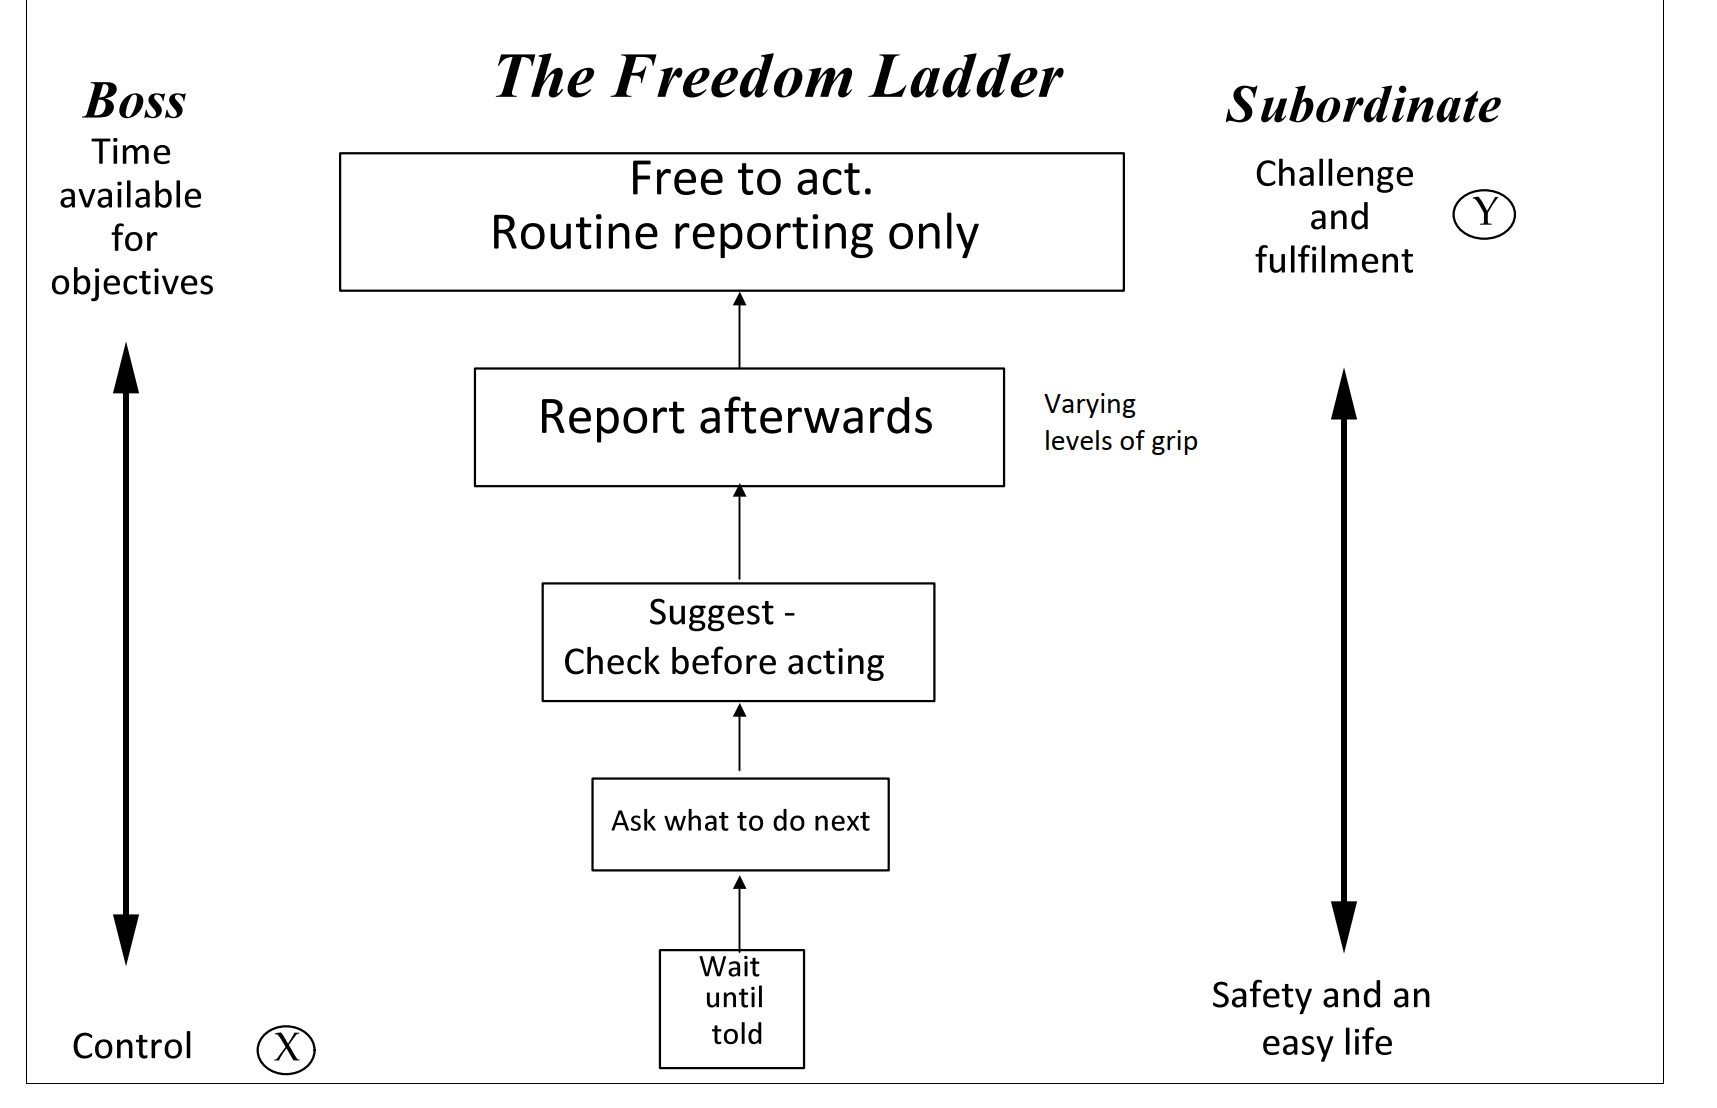 The Freedom Ladder
Boss
Time
available
for
objectives
Subordinate
Challenge
and
fulfilment
Y
Free to act.
Routine reporting only
Report afterwards
Varying
levels of grip
Suggest -
Check before acting
Ask what to do next
Wait
until
told
Control
X
Safety and an
easy life